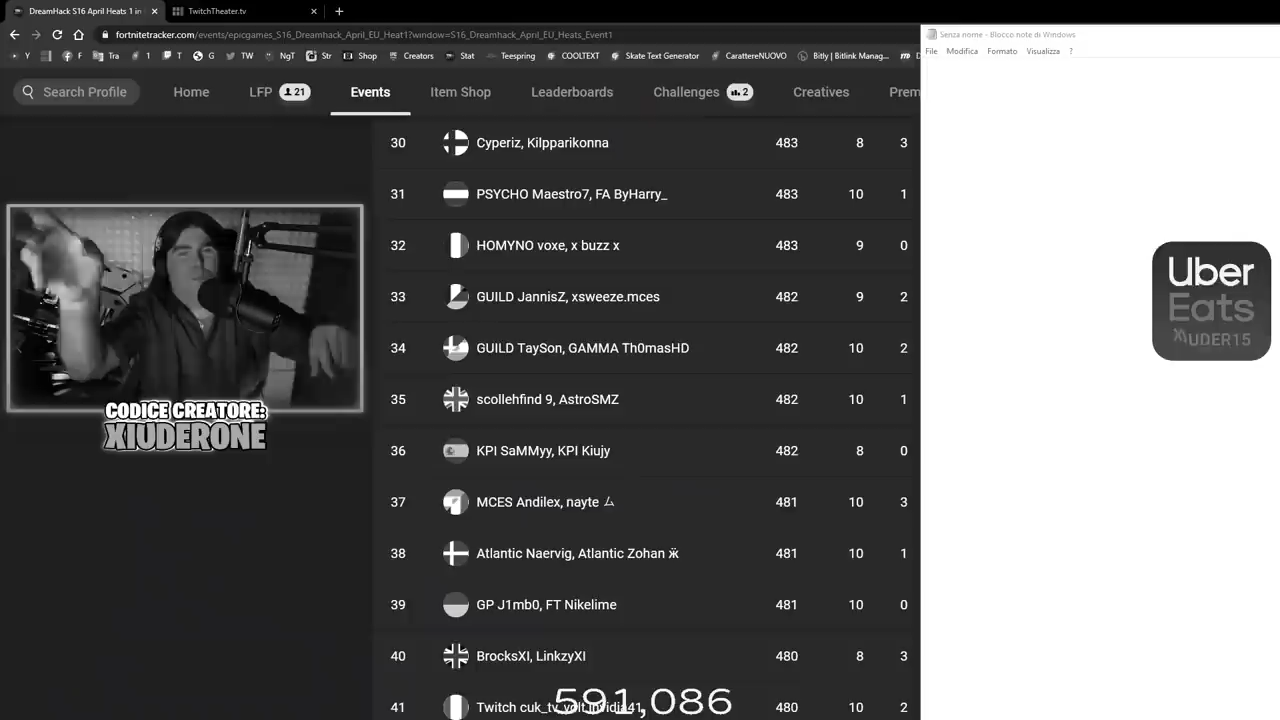 DreamHack S16 April Heats 1 in
TwitchTheater.tv
fortnitetracker.com/events/epicgames_S16_Dreamhack_April_EU_Heat1?window=S16_Dreamhack_April_EU_Heats_Event1
Y F Tra 1 T G TW NgT Str Shop Creators Stat Teespring COOLTEXT Skate Text Generator CarattereNUOVO Bitly | Bitlink Manag...
Senza nome - Blocco note di Windows
File Modifica Formato Visualizza ?
Search Profile Home LFP 21 Events Item Shop Leaderboards Challenges 2 Creatives Prem
30 Cyperiz, Kilpparikonna 483 8 3
31 PSYCHO Maestro7, FA ByHarry_ 483 10 1
32 HOMYNO voxe, x buzz x 483 9 0
33 GUILD JannisZ, xsweeze.mces 482 9 2
34 GUILD TaySon, GAMMA Th0masHD 482 10 2
35 scollehfind 9, AstroSMZ 482 10 1
36 KPI SaMMyy, KPI Kiujy 482 8 0
37 MCES Andilex, nayte ム 481 10 3
38 Atlantic Naervig, Atlantic Zohan ӝ 481 10 1
39 GP J1mb0, FT Nikelime 481 10 0
40 BrocksXI, LinkzyXI 480 8 3
41 Twitch cuk_tv, 480 10 2
591,086
CODICE CREATORE:
XIUDERONE
Uber
Eats
XIUDER15